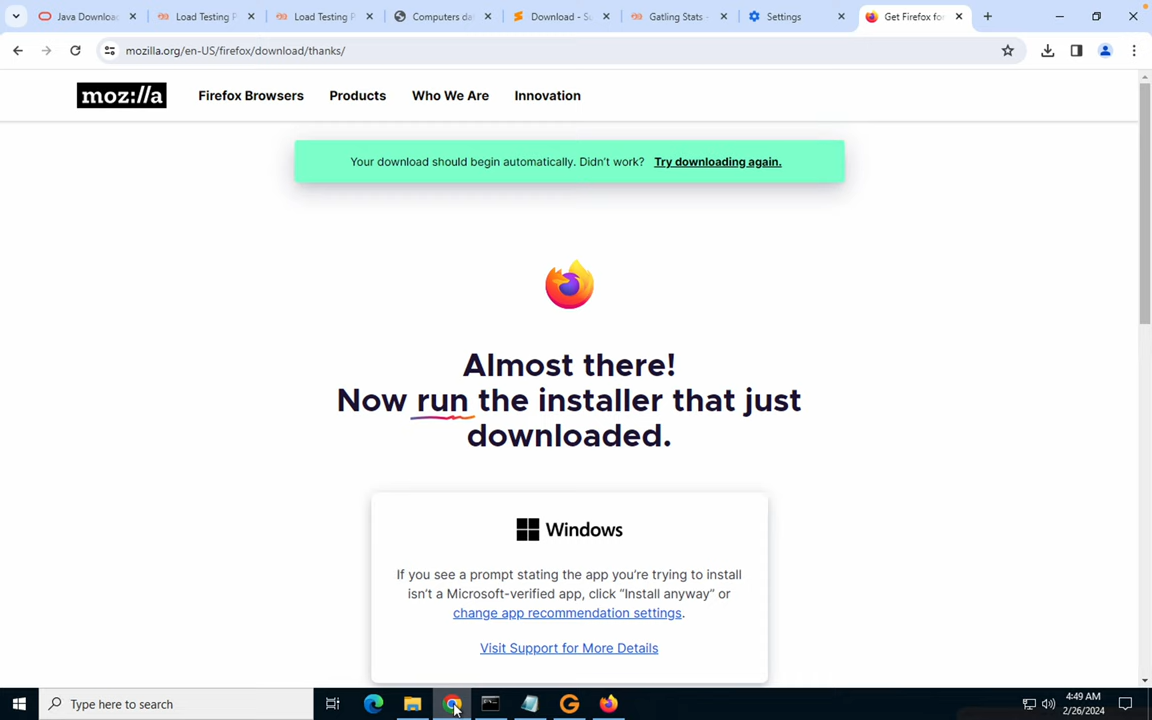 Java Downloa
Load Testing P
Load Testing P
Computers da
Download - Su
Gatling Stats -
Settings
Get Firefox for
mozilla.org/en-US/firefox/download/thanks/
moz://a
Firefox Browsers
Products
Who We Are
Innovation
Your download should begin automatically. Didn't work? Try downloading again.
Almost there!
Now run the installer that just
downloaded.
Windows
If you see a prompt stating the app you're trying to install
isn't a Microsoft-verified app, click "Install anyway" or
change app recommendation settings.
Visit Support for More Details
Type here to search
4:49 AM
2/26/2024